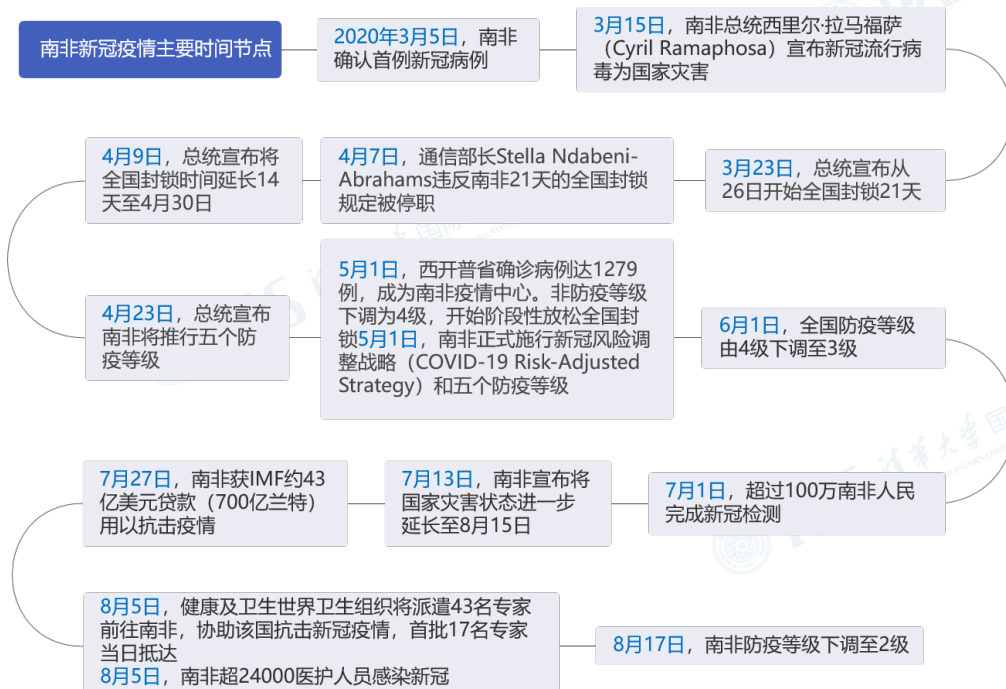 南非新冠疫情主要时间节点
2020年3月5日，南非
确认首例新冠病例
3月15日，南非总统西里尔·拉马福萨
（Cyril Ramaphosa）宣布新冠流行病
毒为国家灾害
3月23日，总统宣布从
26日开始全国封锁21天
4月7日，通信部长Stella Ndabeni-
Abrahams违反南非21天的全国封锁
规定被停职
4月9日，总统宣布将
全国封锁时间延长14
天至4月30日
4月23日，总统宣布
南非将推行五个防
疫等级
5月1日，西开普省确诊病例达1279
例，成为南非疫情中心。非防疫等级
下调为4级，开始阶段性放松全国封
锁5月1日，南非正式施行新冠风险调
整战略（COVID-19 Risk-Adjusted
Strategy）和五个防疫等级
6月1日，全国防疫等级
由4级下调至3级
7月1日，超过100万南非人民
完成新冠检测
7月13日，南非宣布将
国家灾害状态进一步
延长至8月15日
7月27日，南非获IMF约43
亿美元贷款（700亿兰特）
用以抗击疫情
8月5日，健康及卫生世界卫生组织将派遣43名专家
前往南非，协助该国抗击新冠疫情，首批17名专家
当日抵达
8月5日，南非超24000医护人员感染新冠
8月17日，南非防疫等级下调至2级